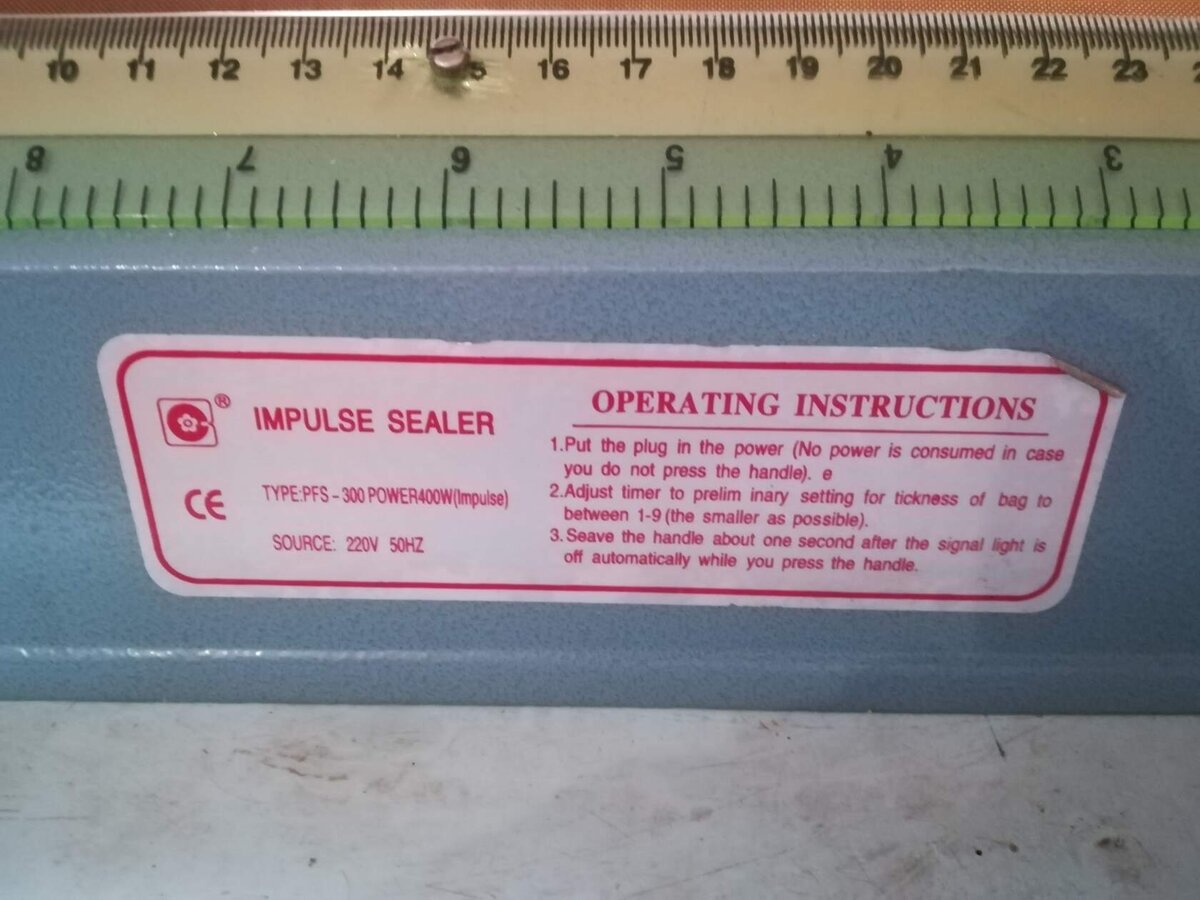 10 11 12 13 14 5 16 17 18 19 20 21 22 23
8 7 6 5 4 3
®
IMPULSE SEALER
CE
TYPE:PFS-300 POWER400W(Impulse)
SOURCE: 220V 50HZ
OPERATING INSTRUCTIONS
1.Put the plug in the power (No power is consumed in case
you do not press the handle). e
2.Adjust timer to prelim inary setting for tickness of bag to
between 1-9 (the smaller as possible).
3.Seave the handle about one second after the signal light is
off automatically while you press the handle.